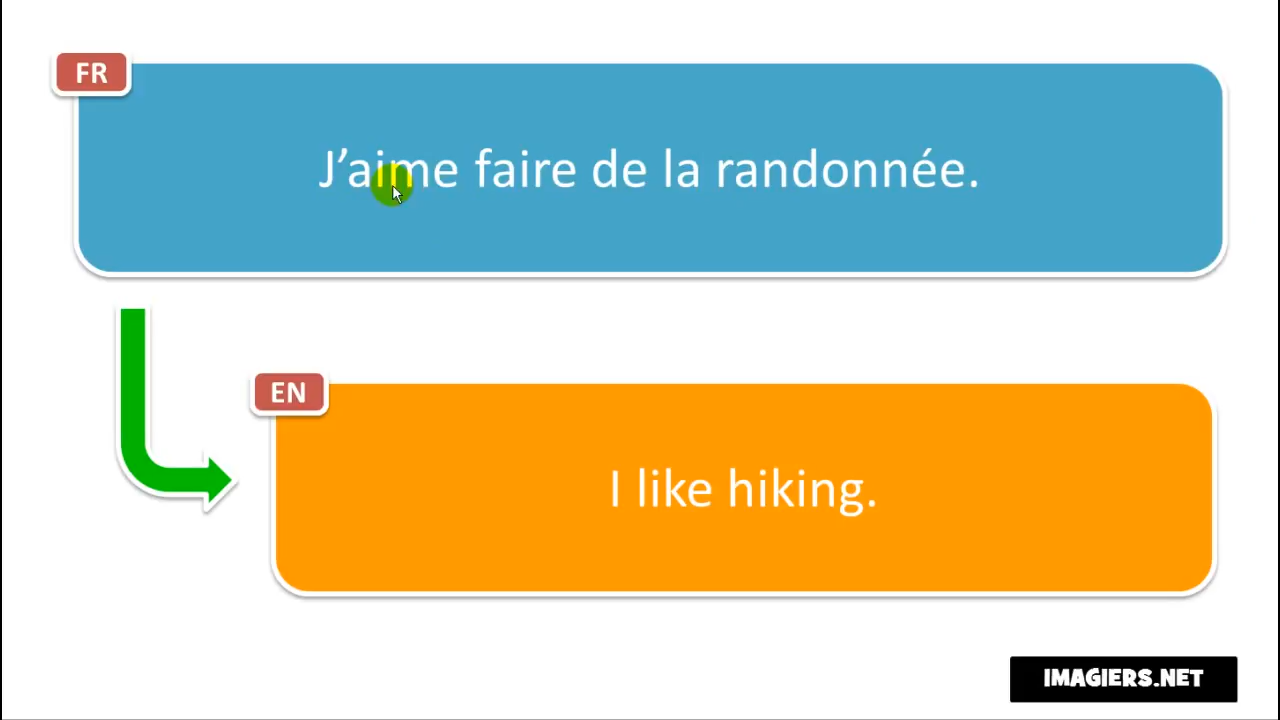 FR
J’aime faire de la randonnée.
EN
I like hiking.
IMAGIERS.NET